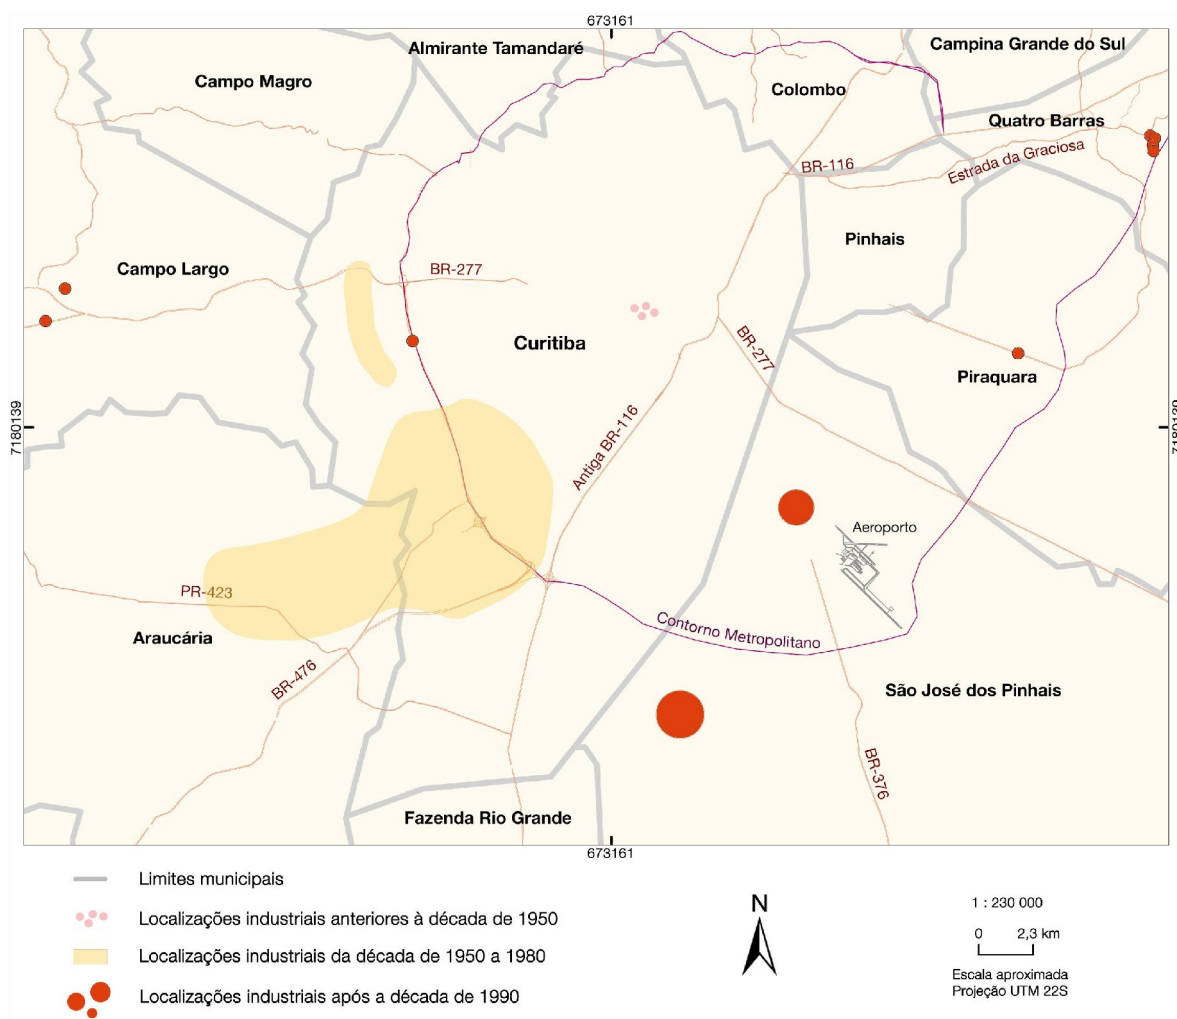 673161
Almirante Tamandaré
Campina Grande do Sul
Campo Magro
Colombo
Quatro Barras
BR-116
Estrada da Graciosa
Pinhais
Campo Largo
BR-277
Curitiba
BR-277
Piraquara
7180139
7180139
Antiga BR-116
Aeroporto
PR-423
Araucária
Contorno Metropolitano
BR-476
São José dos Pinhais
BR-376
Fazenda Rio Grande
673161
Limites municipais
Localizações industriais anteriores à década de 1950
Localizações industriais da década de 1950 a 1980
Localizações industriais após a década de 1990
N
1 : 230 000
0 2,3 km
Escala aproximada
Projeção UTM 22S